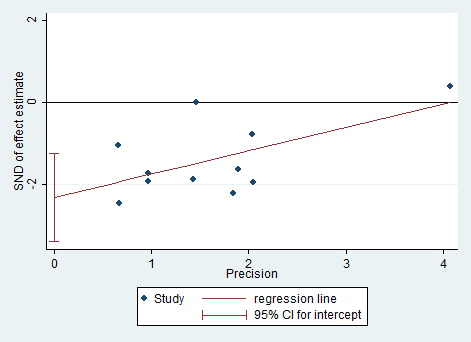 SND of effect estimate
2
0
-2
0
1
2
3
4
Precision
Study
regression line
95% CI for intercept